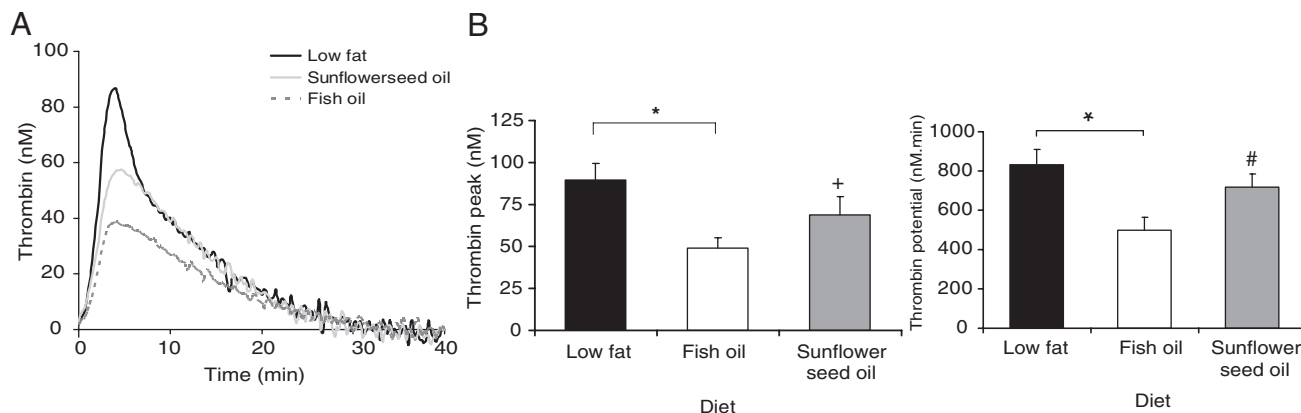 A
Thrombin (nM)
100
80
60
40
20
0
0 10 20 30 40
Time (min)
Low fat
Sunflowerseed oil
Fish oil
B
Thrombin peak (nM)
125
100
75
50
25
0
*
+
Low fat Fish oil Sunflower
seed oil
Diet
Thrombin potential (nM.min)
1000
800
600
400
200
0
*
#
Low fat Fish oil Sunflower
seed oil
Diet